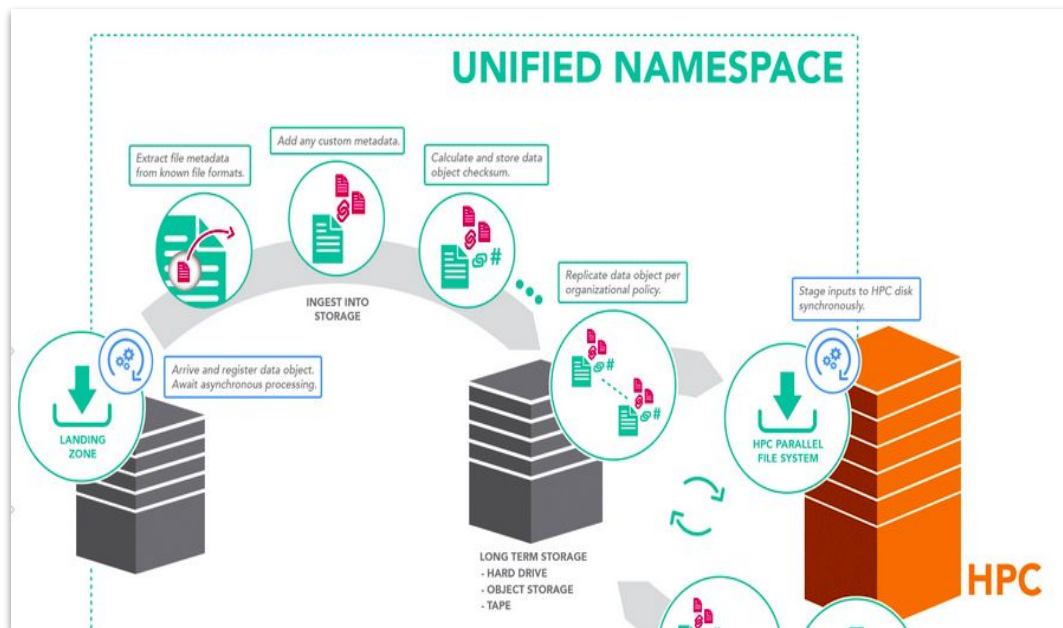 UNIFIED NAMESPACE
Extract file metadata
from known file formats.
Add any custom metadata.
Calculate and store data
object checksum.
#
INGEST INTO
STORAGE
Replicate data object per
organizational policy.
#
#
Stage inputs to HPC disk
synchronously.
Arrive and register data object.
Await asynchronous processing.
LANDING
ZONE
HPC PARALLEL
FILE SYSTEM
LONG TERM STORAGE
- HARD DRIVE
- OBJECT STORAGE
- TAPE
HPC